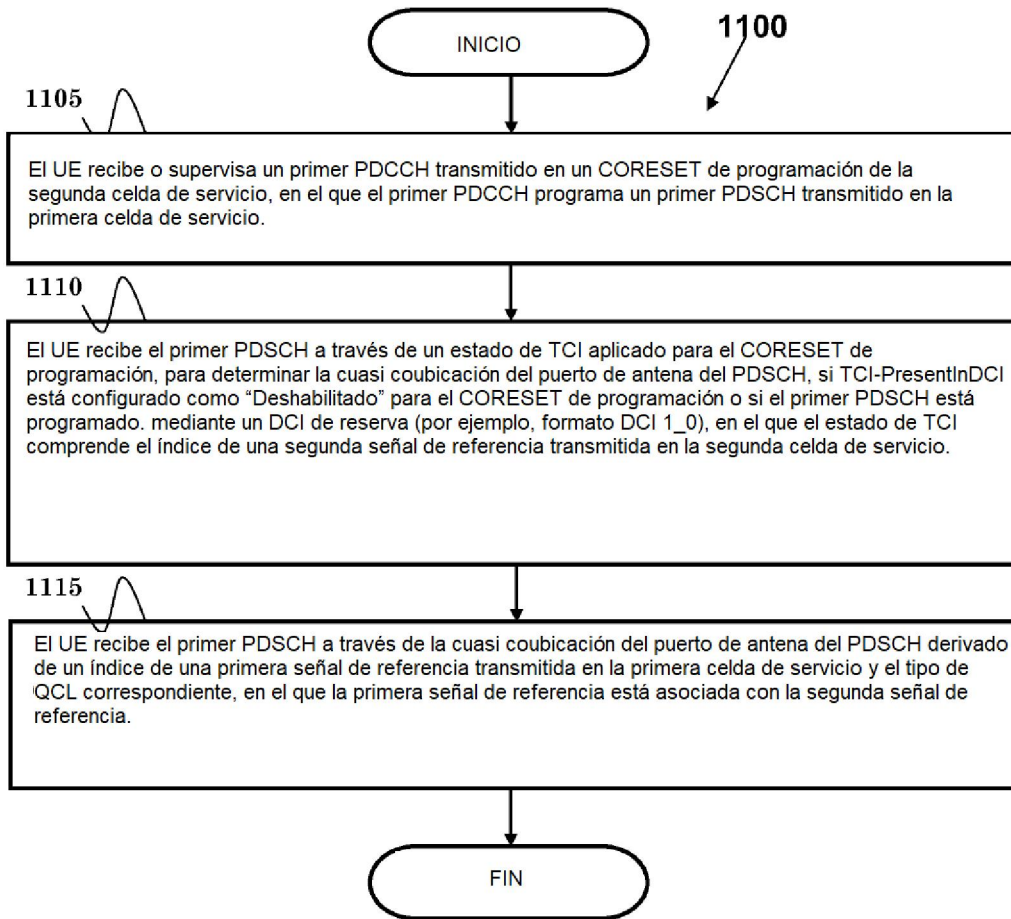 INICIO
1100
1105
El UE recibe o supervisa un primer PDCCH transmitido en un CORESET de programación de la
segunda celda de servicio, en el que el primer PDCCH programa un primer PDSCH transmitido en la
primera celda de servicio.
1110
El UE recibe el primer PDSCH a través de un estado de TCI aplicado para el CORESET de
programación, para determinar la cuasi coubicación del puerto de antena del PDSCH, si TCI-PresentInDCI
está configurado como “Deshabilitado” para el CORESET de programación o si el primer PDSCH está
programado. mediante un DCI de reserva (por ejemplo, formato DCI 1_0), en el que el estado de TCI
comprende el índice de una segunda señal de referencia transmitida en la segunda celda de servicio.
1115
El UE recibe el primer PDSCH a través de la cuasi coubicación del puerto de antena del PDSCH derivado
de un índice de una primera señal de referencia transmitida en la primera celda de servicio y el tipo de
QCL correspondiente, en el que la primera señal de referencia está asociada con la segunda señal de
referencia.
FIN